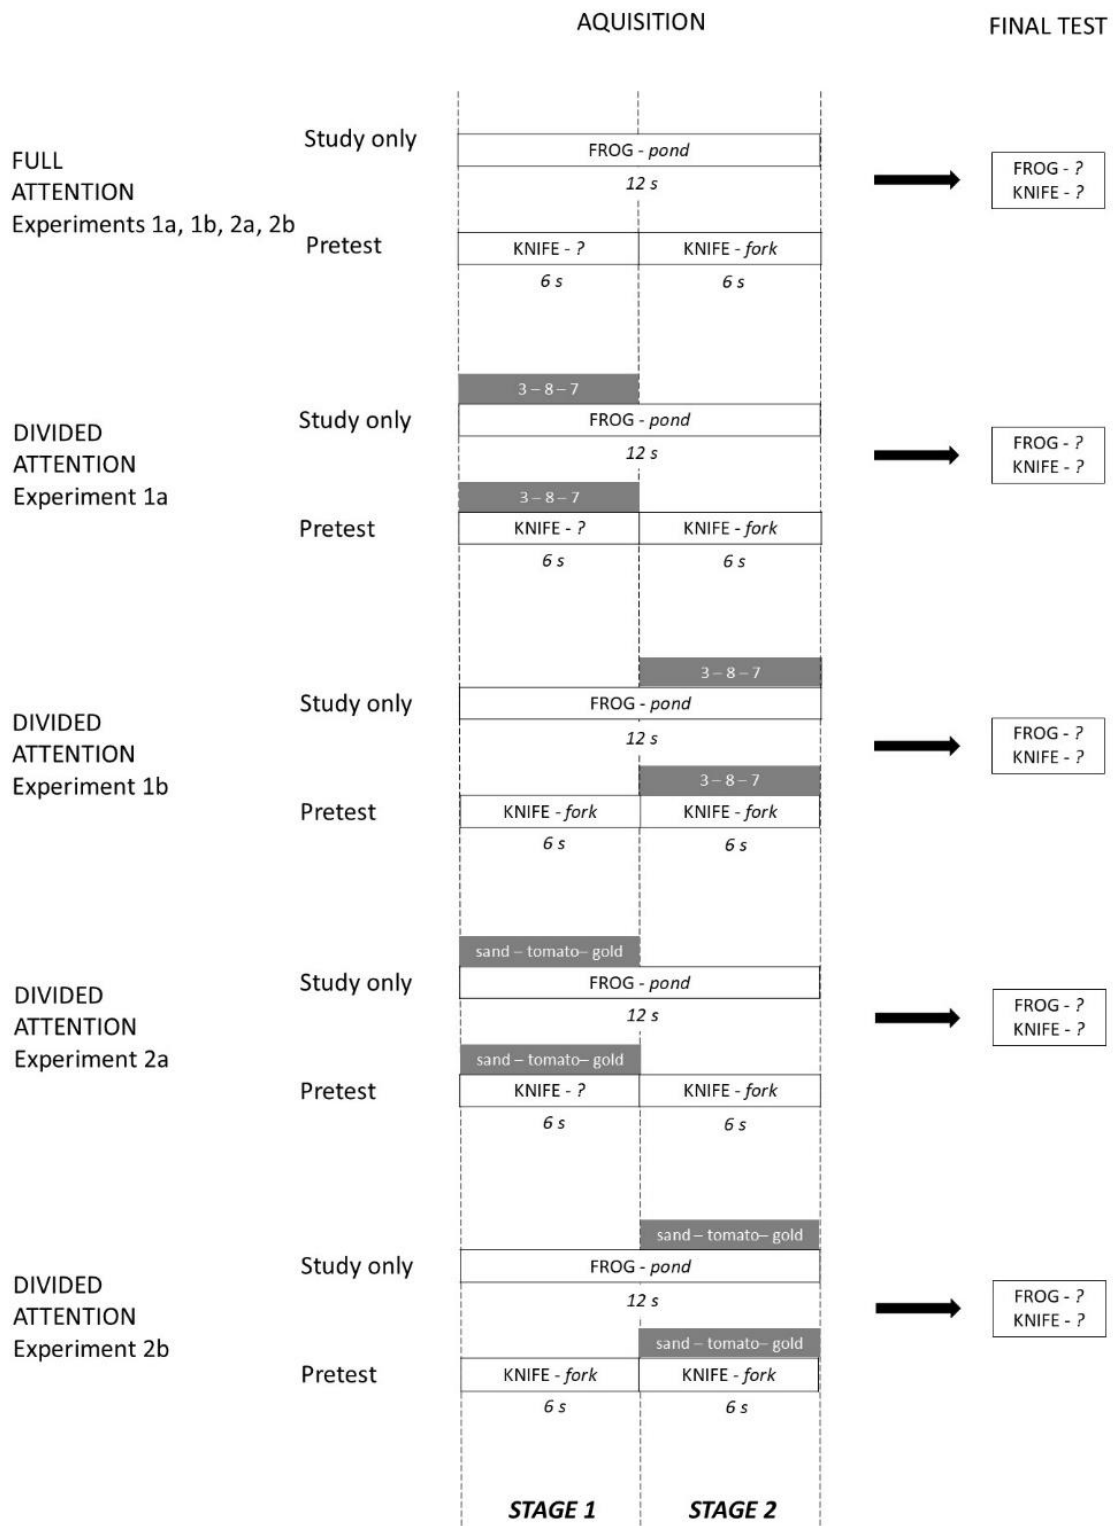 AQUISITION
FINAL TEST
FULL
ATTENTION
Experiments 1a, 1b, 2a, 2b
Study only
FROG - pond
12 s
Pretest
KNIFE - ?
KNIFE - fork
6 s
6 s
FROG - ?
KNIFE - ?
DIVIDED
ATTENTION
Experiment 1a
3 – 8 – 7
Study only
FROG - pond
12 s
3 – 8 – 7
Pretest
KNIFE - ?
KNIFE - fork
6 s
6 s
FROG - ?
KNIFE - ?
DIVIDED
ATTENTION
Experiment 1b
3 – 8 – 7
Study only
FROG - pond
12 s
3 – 8 – 7
Pretest
KNIFE - fork
KNIFE - fork
6 s
6 s
FROG - ?
KNIFE - ?
DIVIDED
ATTENTION
Experiment 2a
sand – tomato– gold
Study only
FROG - pond
12 s
sand – tomato– gold
Pretest
KNIFE - ?
KNIFE - fork
6 s
6 s
FROG - ?
KNIFE - ?
DIVIDED
ATTENTION
Experiment 2b
sand – tomato– gold
Study only
FROG - pond
12 s
sand – tomato– gold
Pretest
KNIFE - fork
KNIFE - fork
6 s
6 s
FROG - ?
KNIFE - ?
STAGE 1
STAGE 2